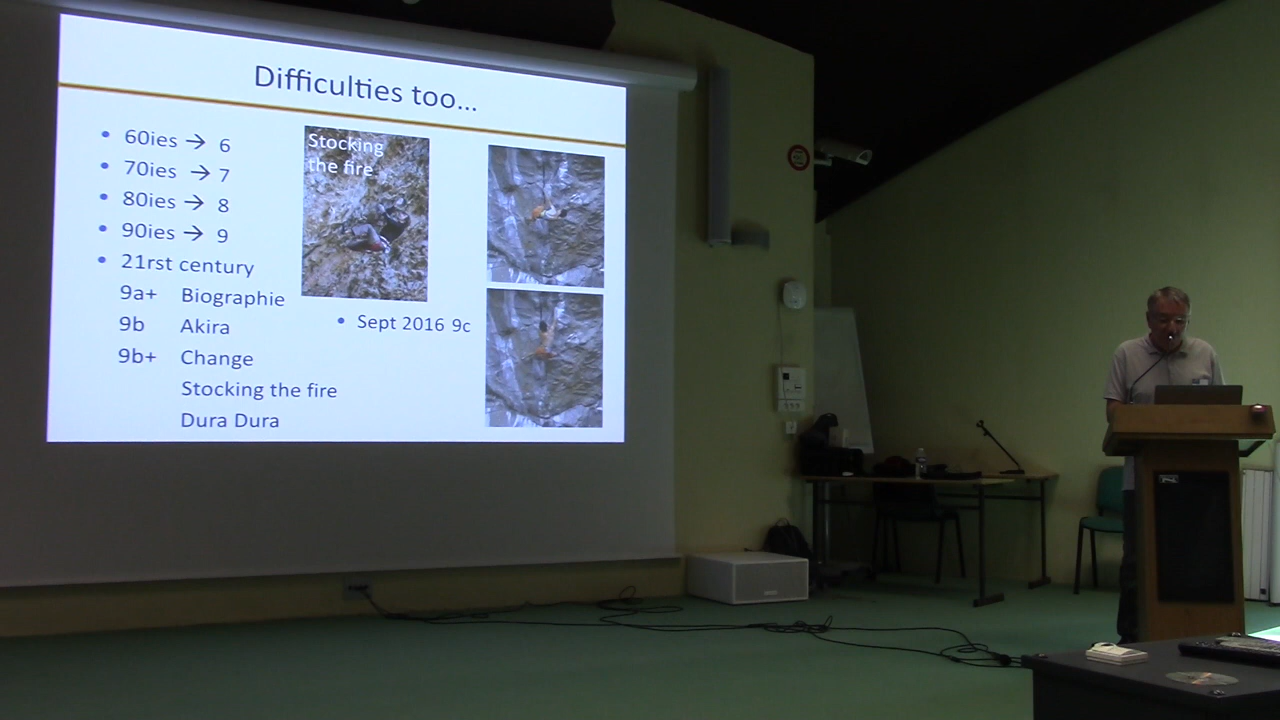 Difficulties too...
• 60ies → 6
• 70ies → 7
• 80ies → 8
• 90ies → 9
• 21rst century
9a+ Biographie
9b Akira
9b+ Change
Stocking the fire
Dura Dura
Stocking
the fire
• Sept 2016 9c